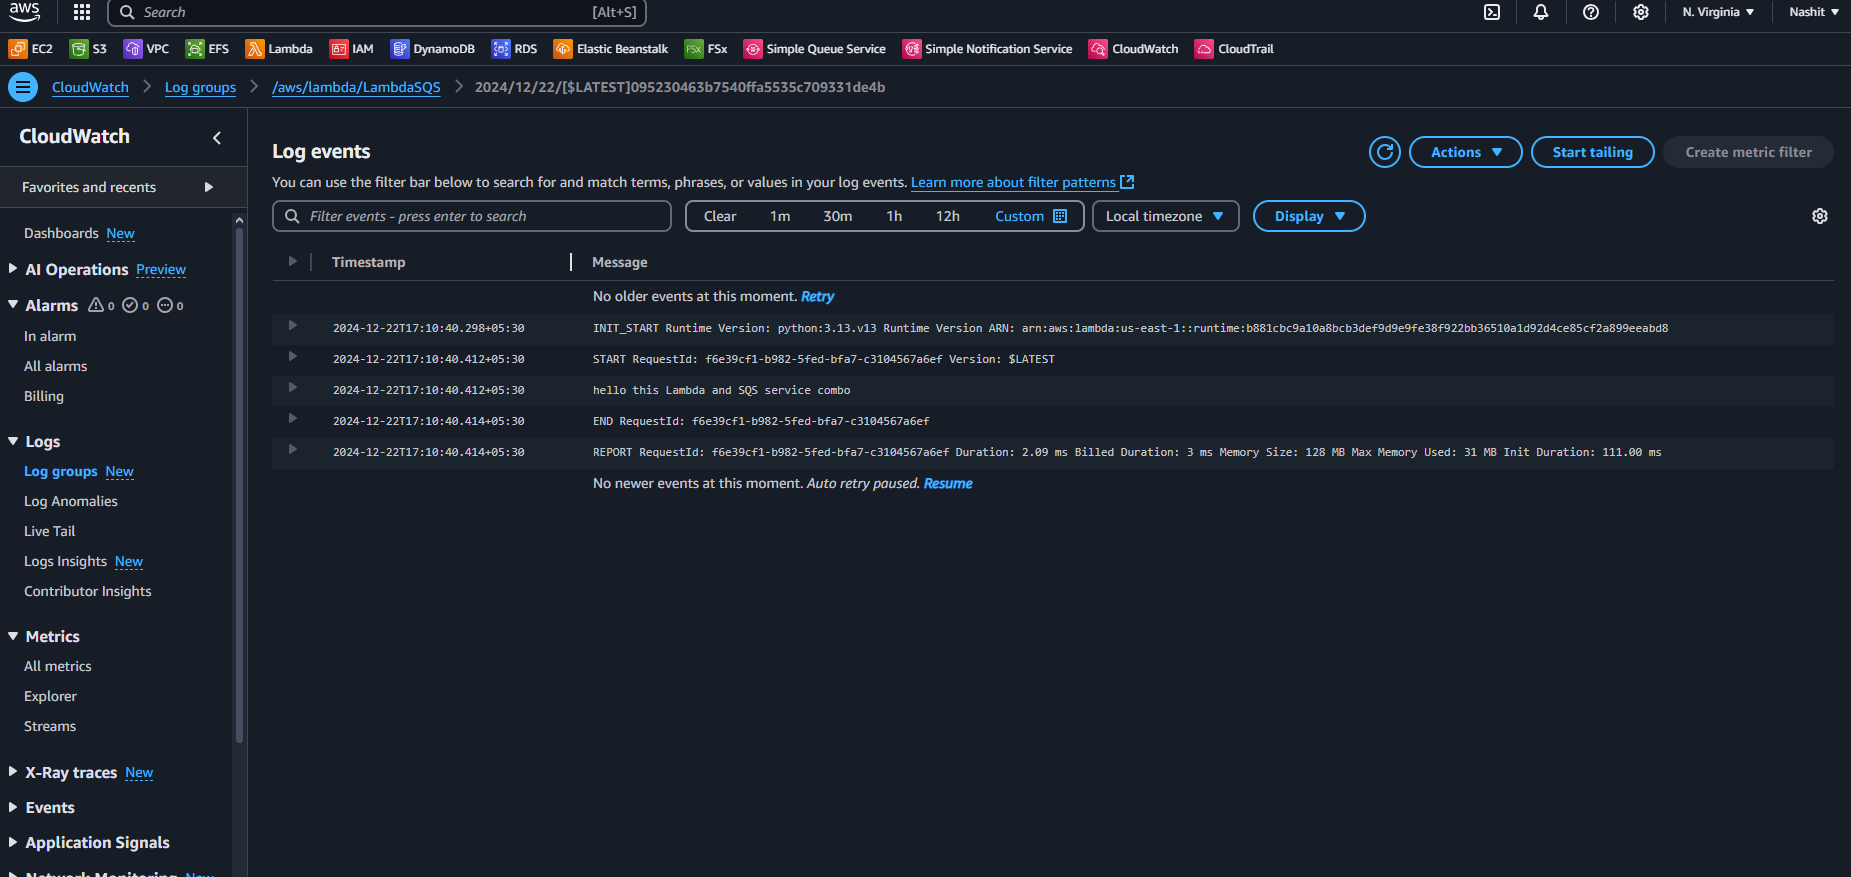 aws
Search [Alt+S] N. Virginia Nashit
EC2 S3 VPC EFS Lambda IAM DynamoDB RDS Elastic Beanstalk FSx FSx Simple Queue Service Simple Notification Service CloudWatch CloudTrail
CloudWatch Log groups /aws/lambda/LambdaSQS 2024/12/22/[$LATEST]095230463b7540ffa5535c709331de4b
CloudWatch
Favorites and recents
Dashboards New
AI Operations Preview
Alarms 0 0 0
In alarm
All alarms
Billing
Logs
Log groups New
Log Anomalies
Live Tail
Logs Insights New
Contributor Insights
Metrics
All metrics
Explorer
Streams
X-Ray traces New
Events
Application Signals
Network Monitoring New
Log events
Actions Start tailing Create metric filter
You can use the filter bar below to search for and match terms, phrases, or values in your log events. Learn more about filter patterns
Filter events - press enter to search Clear 1m 30m 1h 12h Custom Local timezone Display
Timestamp Message
No older events at this moment. Retry
2024-12-22T17:10:40.298+05:30 INIT_START Runtime Version: python:3.13.v13 Runtime Version ARN: arn:aws:lambda:us-east-1::runtime:b881cbc9a10a8bcb3def9d9e9fe38f922bb36510a1d92d4ce85cf2a899eeabd8
2024-12-22T17:10:40.412+05:30 START RequestId: f6e39cf1-b982-5fed-bfa7-c3104567a6ef Version: $LATEST
2024-12-22T17:10:40.412+05:30 hello this Lambda and SQS service combo
2024-12-22T17:10:40.414+05:30 END RequestId: f6e39cf1-b982-5fed-bfa7-c3104567a6ef
2024-12-22T17:10:40.414+05:30 REPORT RequestId: f6e39cf1-b982-5fed-bfa7-c3104567a6ef Duration: 2.09 ms Billed Duration: 3 ms Memory Size: 128 MB Max Memory Used: 31 MB Init Duration: 111.00 ms
No newer events at this moment. Auto retry paused. Resume